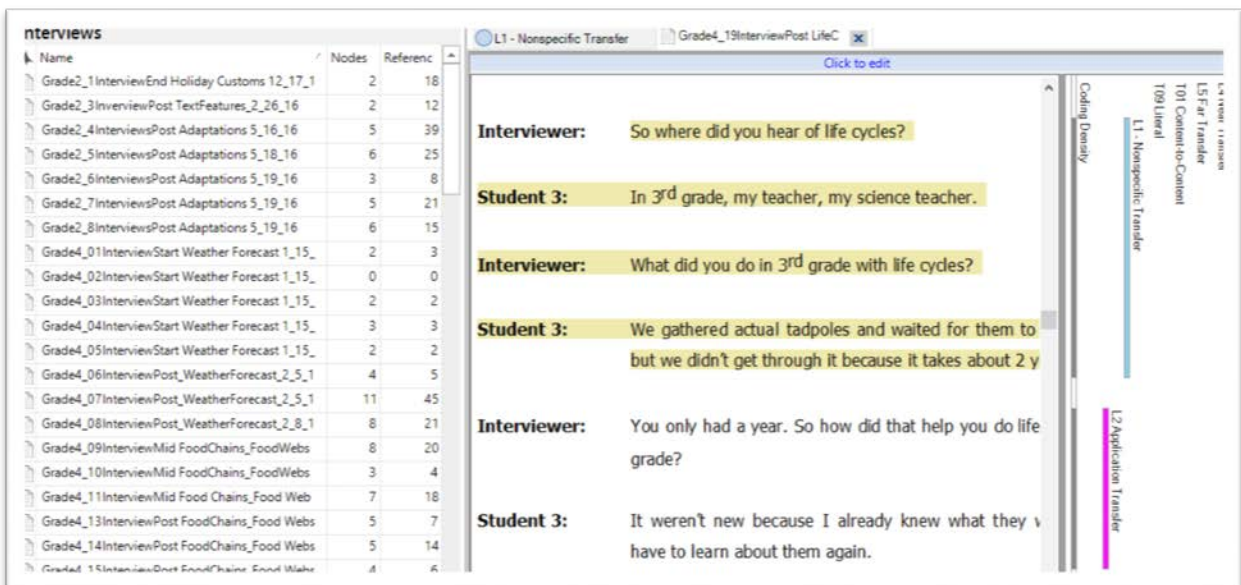 nterviews
Name Nodes Referenc
Grade2_1InterviewEnd Holiday Customs 12_17_1 2 18
Grade2_3InverviewPost TextFeatures_2_26_16 2 12
Grade2_4InterviewsPost Adaptations 5_16_16 5 39
Grade2_5InterviewsPost Adaptations 5_18_16 6 25
Grade2_6InterviewsPost Adaptations 5_19_16 3 8
Grade2_7InterviewsPost Adaptations 5_19_16 5 21
Grade2_8InterviewsPost Adaptations 5_19_16 6 15
Grade4_01InterviewStart Weather Forecast 1_15_ 2 3
Grade4_02InterviewStart Weather Forecast 1_15_ 0 0
Grade4_03InterviewStart Weather Forecast 1_15_ 2 2
Grade4_04InterviewStart Weather Forecast 1_15_ 3 3
Grade4_05InterviewStart Weather Forecast 1_15_ 2 2
Grade4_06InterviewPost_WeatherForecast_2_5_1 4 5
Grade4_07InterviewPost_WeatherForecast_2_5_1 11 45
Grade4_08InterviewPost_WeatherForecast_2_8_1 8 21
Grade4_09InterviewMid FoodChains_FoodWebs 8 20
Grade4_10InterviewMid FoodChains_FoodWebs 3 4
Grade4_11InterviewMid Food Chains_Food Web 7 18
Grade4_13InterviewPost FoodChains_Food Webs 5 7
Grade4_14InterviewPost FoodChains_Food Webs 5 14
Grade4_15InterviewPost FoodChains_Food Webs 4 6
L1 - Nonspecific Transfer
Grade4_19InterviewPost LifeC
Click to edit
Interviewer: So where did you hear of life cycles?
Student 3: In 3rd grade, my teacher, my science teacher.
Interviewer: What did you do in 3rd grade with life cycles?
Student 3: We gathered actual tadpoles and waited for them to
but we didn't get through it because it takes about 2 y
Interviewer: You only had a year. So how did that help you do life
grade?
Student 3: It weren't new because I already knew what they w
have to learn about them again.
Coding Density
L1 - Nonspecific Transfer
L2 Application Transfer
T09 Literal
T01 Content-to-Content
L5 Far Transfer